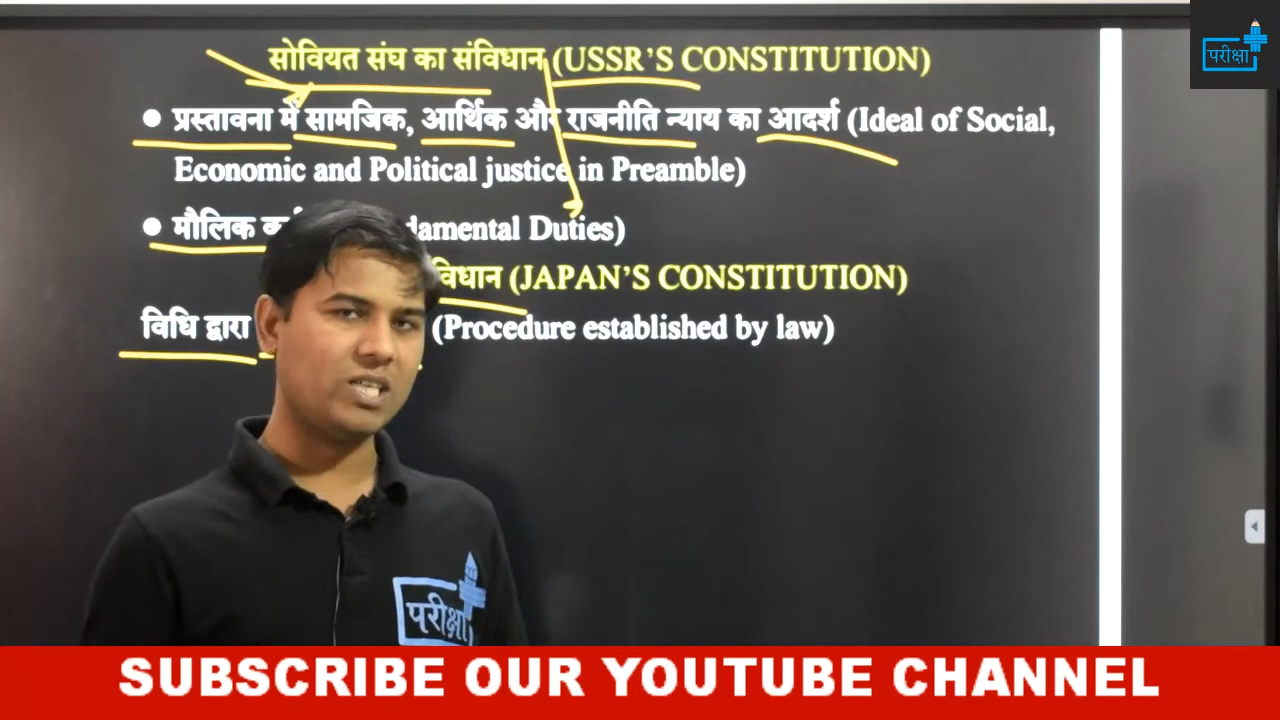 परीक्षा
सोवियत संघ का संविधान (USSR'S CONSTITUTION)
प्रस्तावना में सामजिक, आर्थिक और राजनीति न्याय का आदर्श (Ideal of Social,
Economic and Political justice in Preamble)
मौलिक Duties)
विधान (JAPAN'S CONSTITUTION)
विधि द्वारा (Procedure established by law)
परीक्षा
SUBSCRIBE OUR YOUTUBE CHANNEL